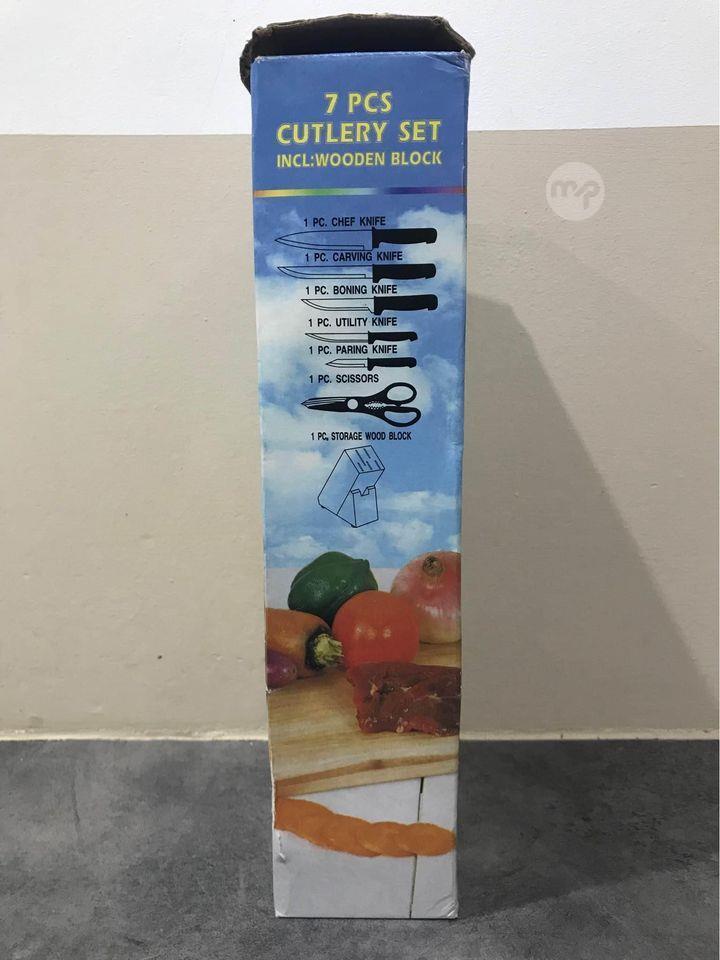 7 PCS
CUTLERY SET
INCL:WOODEN BLOCK
mp
1 PC. CHEF KNIFE
1 PC. CARVING KNIFE
1 PC. BONING KNIFE
1 PC. UTILITY KNIFE
1 PC. PARING KNIFE
1 PC. SCISSORS
1 PC, STORAGE WOOD BLOCK